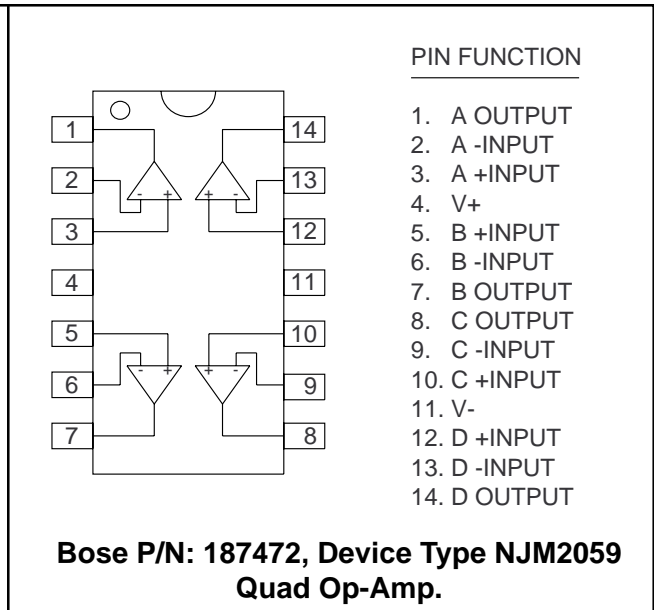 PIN FUNCTION
1. A OUTPUT
2. A -INPUT
3. A +INPUT
4. V+
5. B +INPUT
6. B -INPUT
7. B OUTPUT
8. C OUTPUT
9. C -INPUT
10. C +INPUT
11. V-
12. D +INPUT
13. D -INPUT
14. D OUTPUT
1 14
2 13
- + + -
3 12
4 11
5 10
- + + -
6 9
7 8
Bose P/N: 187472, Device Type NJM2059
Quad Op-Amp.